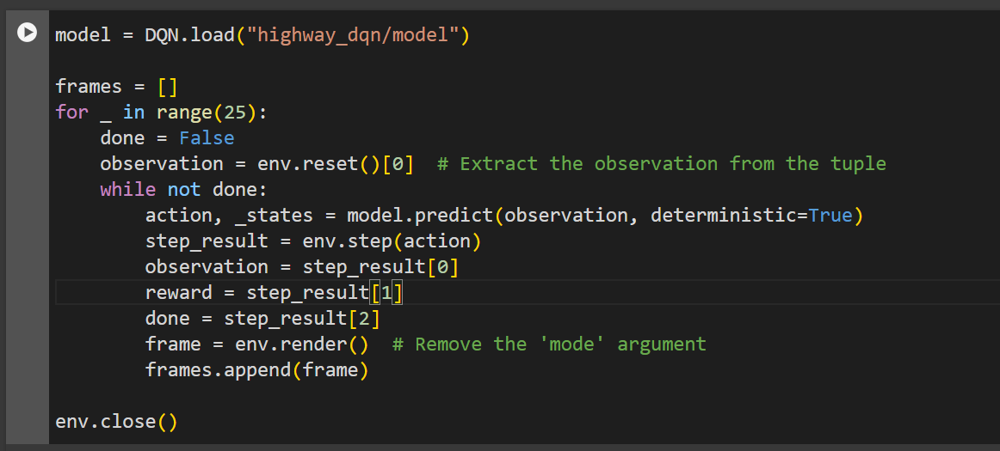 model = DQN.load("highway_dqn/model")

frames = []
for _ in range(25):
    done = False
    observation = env.reset()[0]  # Extract the observation from the tuple
    while not done:
        action, _states = model.predict(observation, deterministic=True)
        step_result = env.step(action)
        observation = step_result[0]
        reward = step_result[1]
        done = step_result[2]
        frame = env.render()  # Remove the 'mode' argument
        frames.append(frame)

env.close()